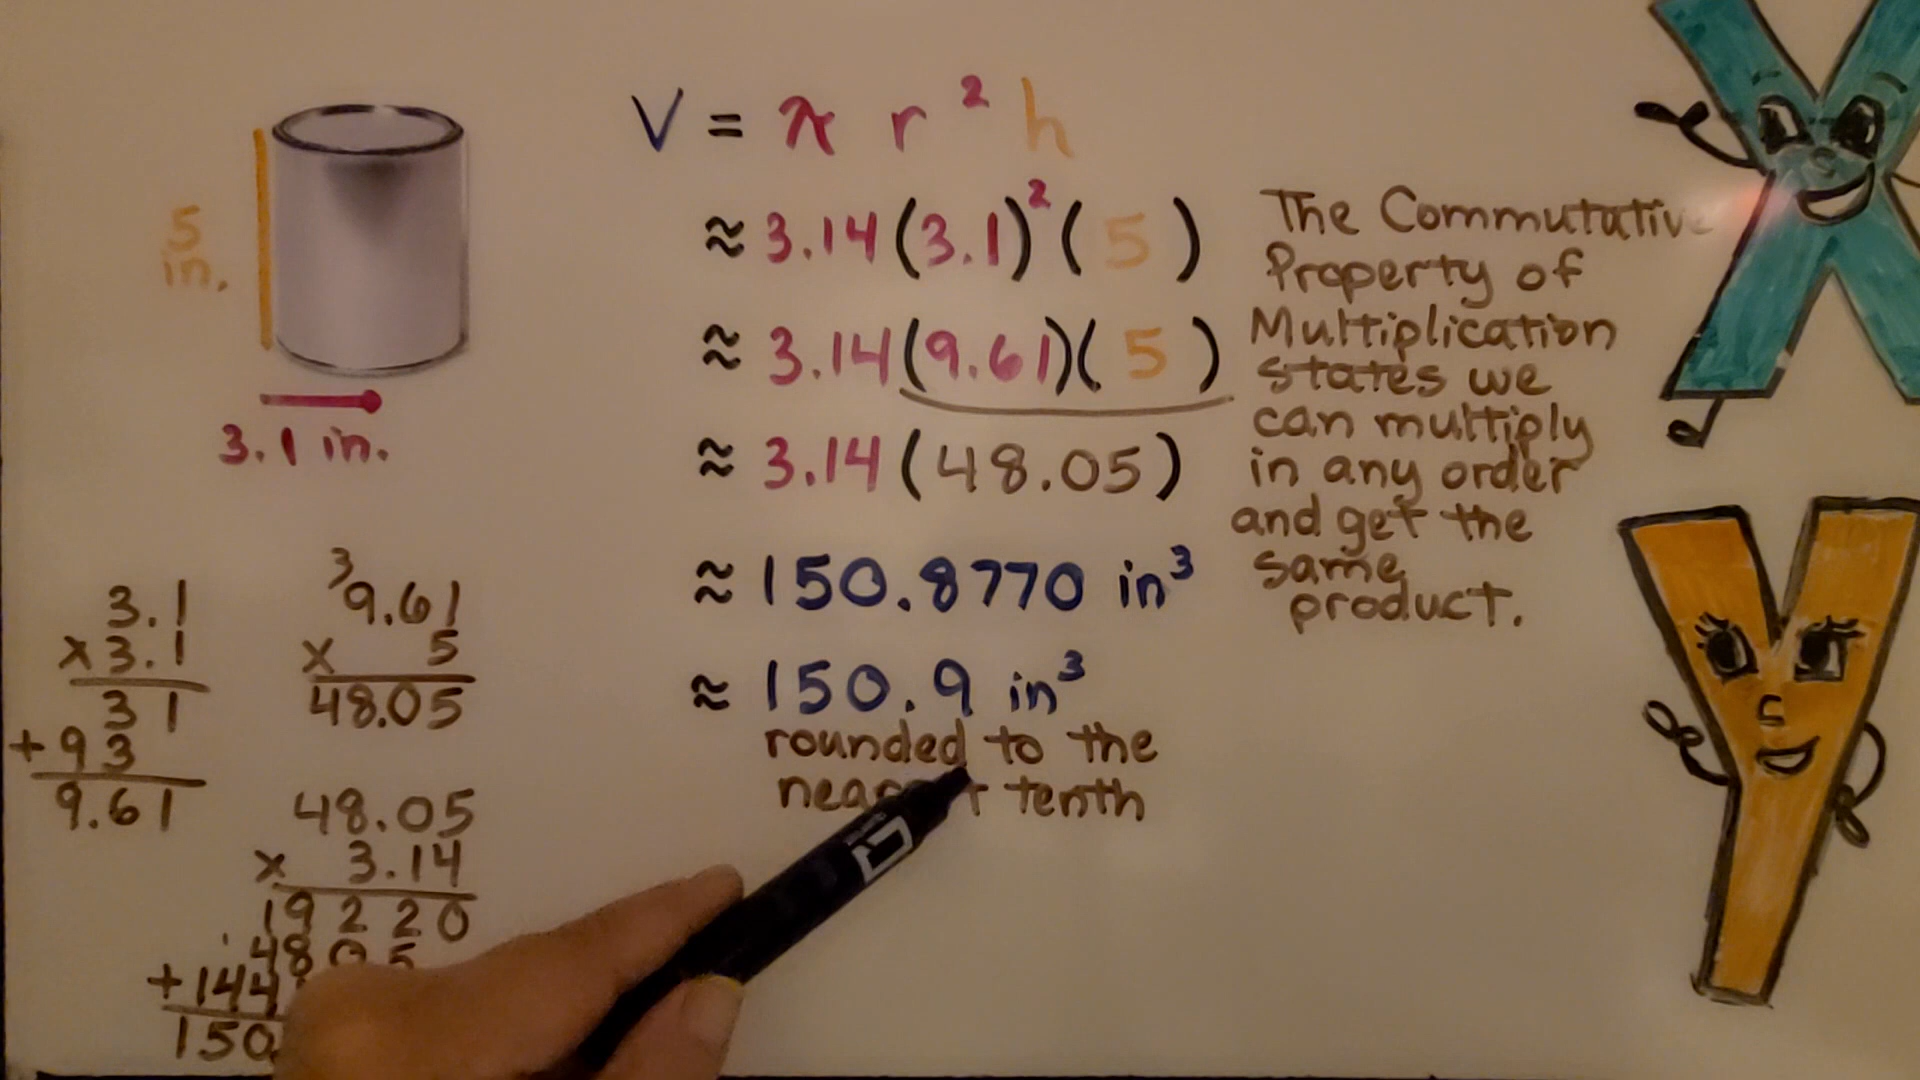 5
in.
3.1 in.
V = π r² h
≈ 3.14(3.1)²(5)
≈ 3.14(9.61)(5)
≈ 3.14(48.05)
≈ 150.8770 in³
≈ 150.9 in³
rounded to the
tenth
The Commutative
Property of
Multiplication
states we
can multiply
in any order
and get the
same
product.
3.1
x 3.1
31
+ 93
9.61
3
9.61
x 5
48.05
48.05
x 3.14
19220